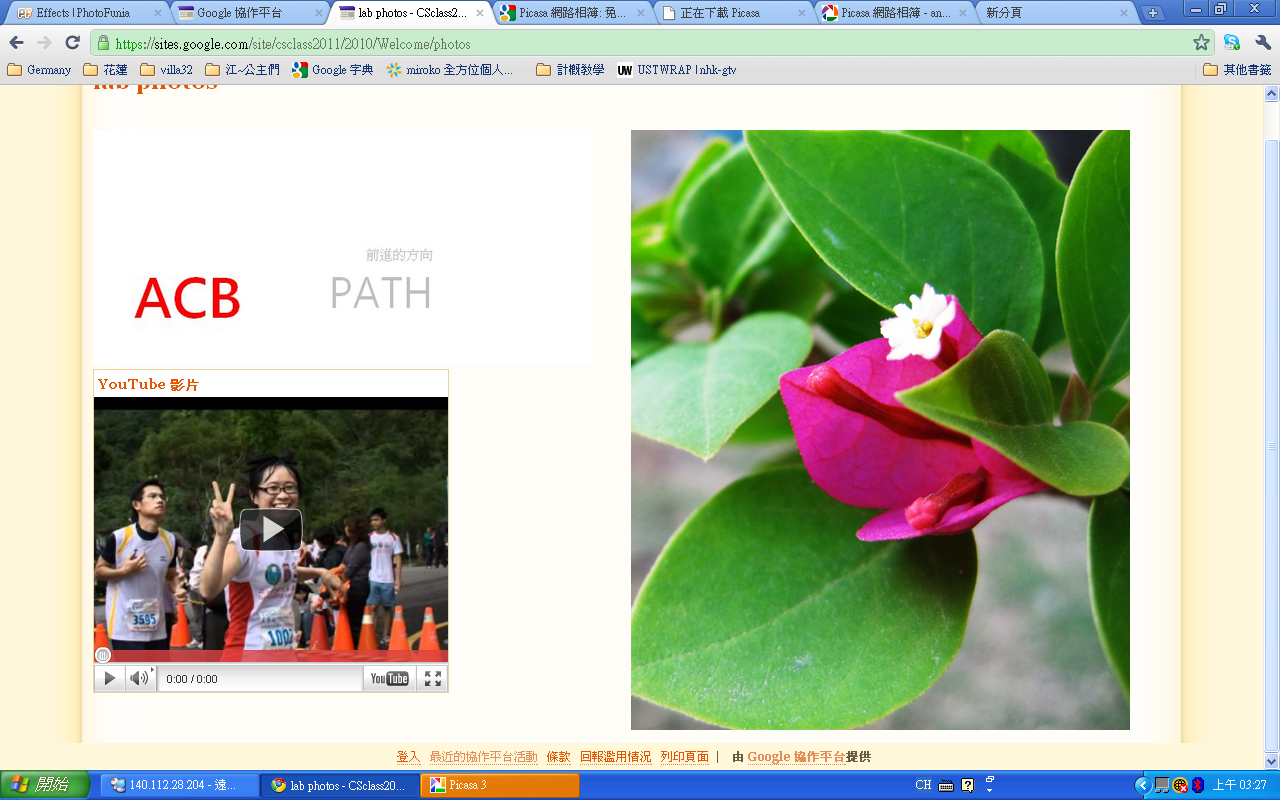 Effects | PhotoFunia
Google 協作平台
lab photos - CSclass2...
Picasa 網路相簿: 兔...
正在下載 Picasa
Picasa 網路相簿 - an...
新分頁
https://sites.google.com/site/csclass2011/2010/Welcome/photos
Germany
花蓮
villa32
江~公主們
Google 字典
miroko 全方位個人...
計概教學
UW USTWRAP | nhk-gtv
其他書籤
lab photos
前進的方向
ACB
PATH
YouTube 影片
3595
1002
0:00 / 0:00
YouTube
登入 最近的協作平台活動 條款 回報濫用情況 列印頁面 | 由 Google 協作平台提供
開始
140.112.28.204 - 遠...
lab photos - CSclass20...
Picasa 3
CH
上午 03:27